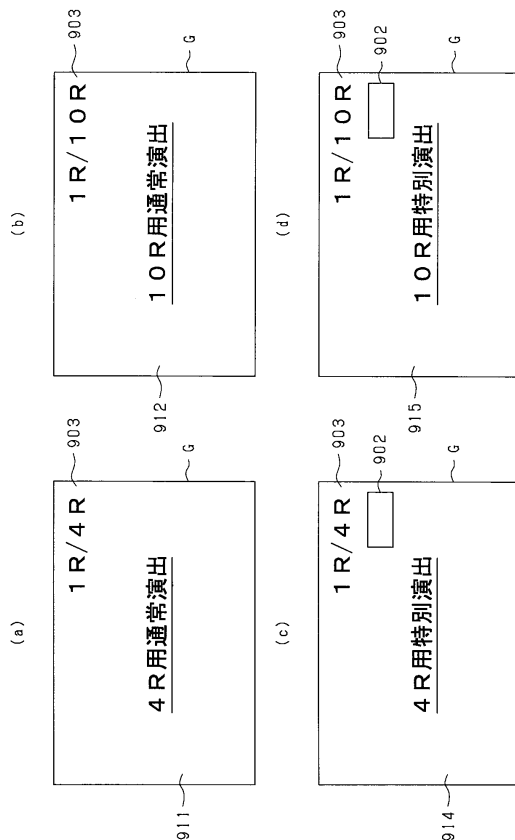 (a)
1R/4R
903
4R用通常演出
G
911
(b)
1R/10R
903
10R用通常演出
G
912
(c)
1R/4R
903
902
4R用特別演出
G
914
(d)
1R/10R
903
902
10R用特別演出
G
915